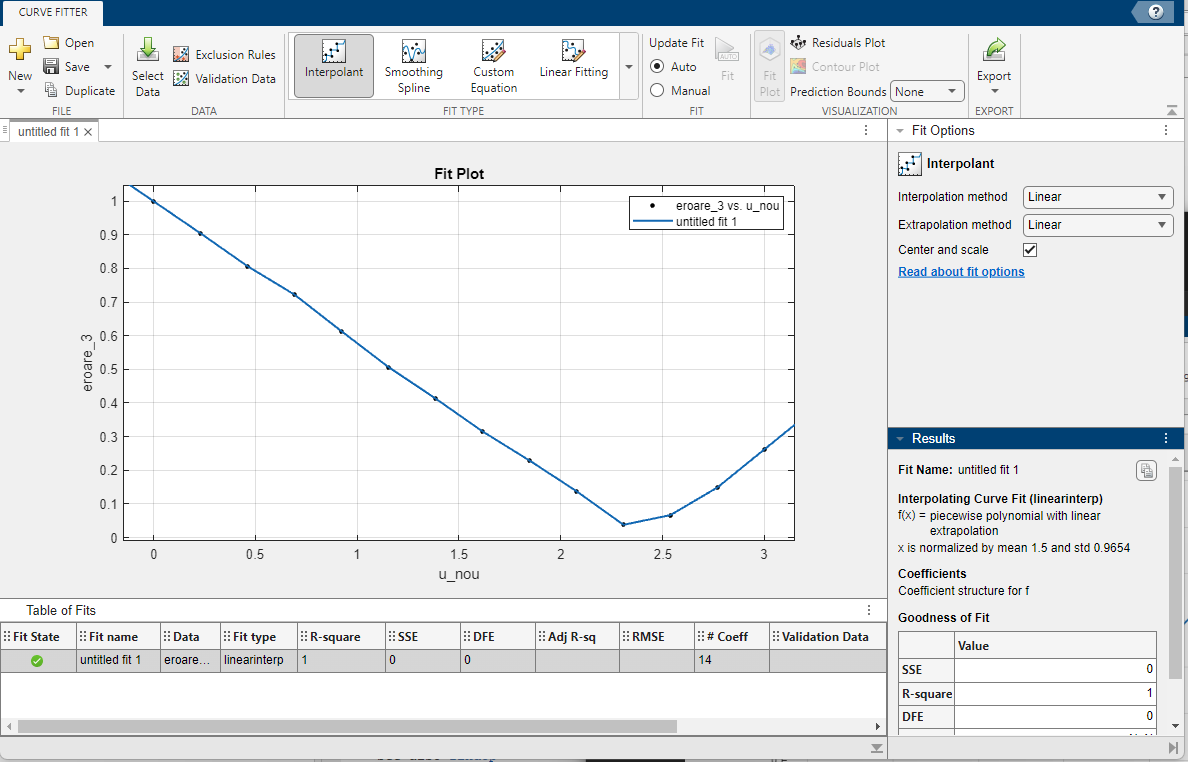 CURVE FITTER
?
New
Open
Save
Duplicate
FILE
Select Data
Exclusion Rules
Validation Data
DATA
Interpolant
Smoothing Spline
Custom Equation
Linear Fitting
FIT TYPE
Update Fit
Auto
Manual
AUTO
Fit
FIT
Fit Plot
Residuals Plot
Contour Plot
Prediction Bounds None
VISUALIZATION
Export
EXPORT
untitled fit 1
Fit Plot
eroare_3 vs. u_nou
untitled fit 1
1
0.9
0.8
0.7
0.6
0.5
0.4
0.3
0.2
0.1
0
eroare_3
0 0.5 1 1.5 2 2.5 3
u_nou
Table of Fits
Fit State Fit name Data Fit type R-square SSE DFE Adj R-sq RMSE # Coeff Validation Data
untitled fit 1 eroare... linearinterp 1 0 0 14
Fit Options
Interpolant
Interpolation method Linear
Extrapolation method Linear
Center and scale
Read about fit options
Results
Fit Name: untitled fit 1
Interpolating Curve Fit (linearinterp)
f(x) = piecewise polynomial with linear
extrapolation
x is normalized by mean 1.5 and std 0.9654
Coefficients
Coefficient structure for f
Goodness of Fit
Value
SSE 0
R-square 1
DFE 0